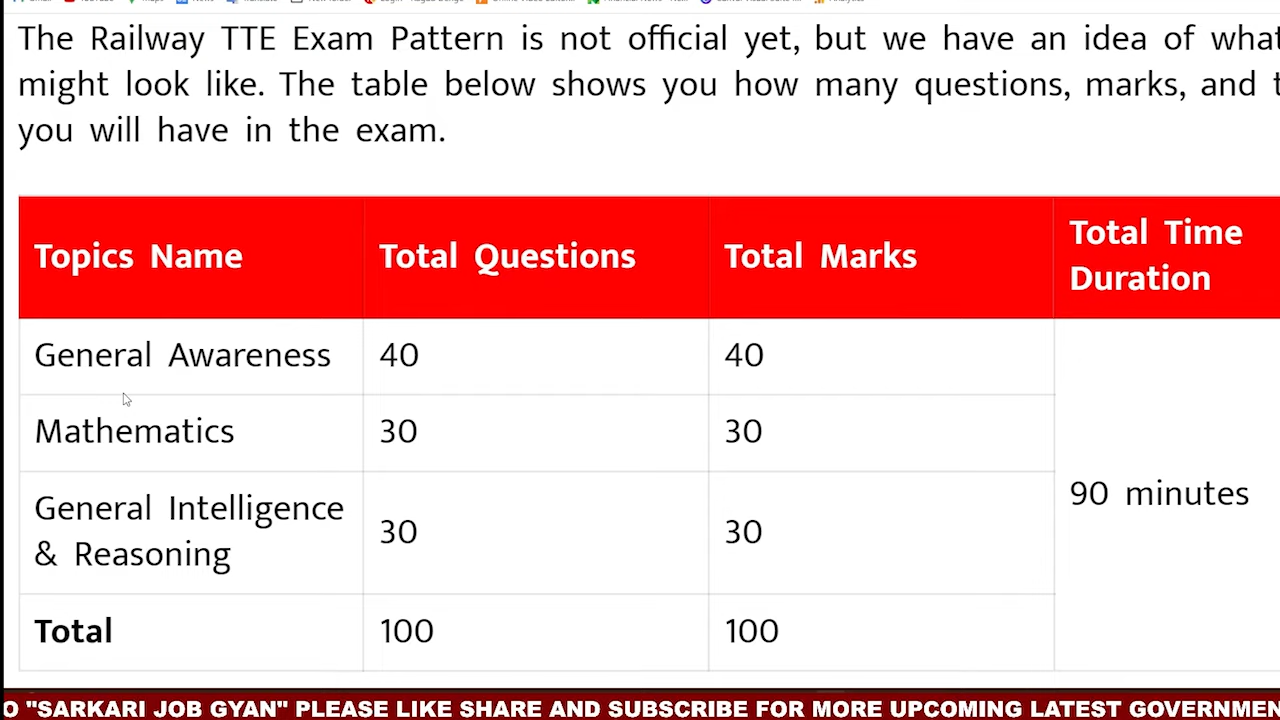 The Railway TTE Exam Pattern is not official yet, but we have an idea of what
might look like. The table below shows you how many questions, marks, and
you will have in the exam.
Topics Name Total Questions Total Marks Total Time Duration
General Awareness 40 40
Mathematics 30 30
General Intelligence & Reasoning 30 30
90 minutes
Total 100 100
"SARKARI JOB GYAN" PLEASE LIKE SHARE AND SUBSCRIBE FOR MORE UPCOMING LATEST